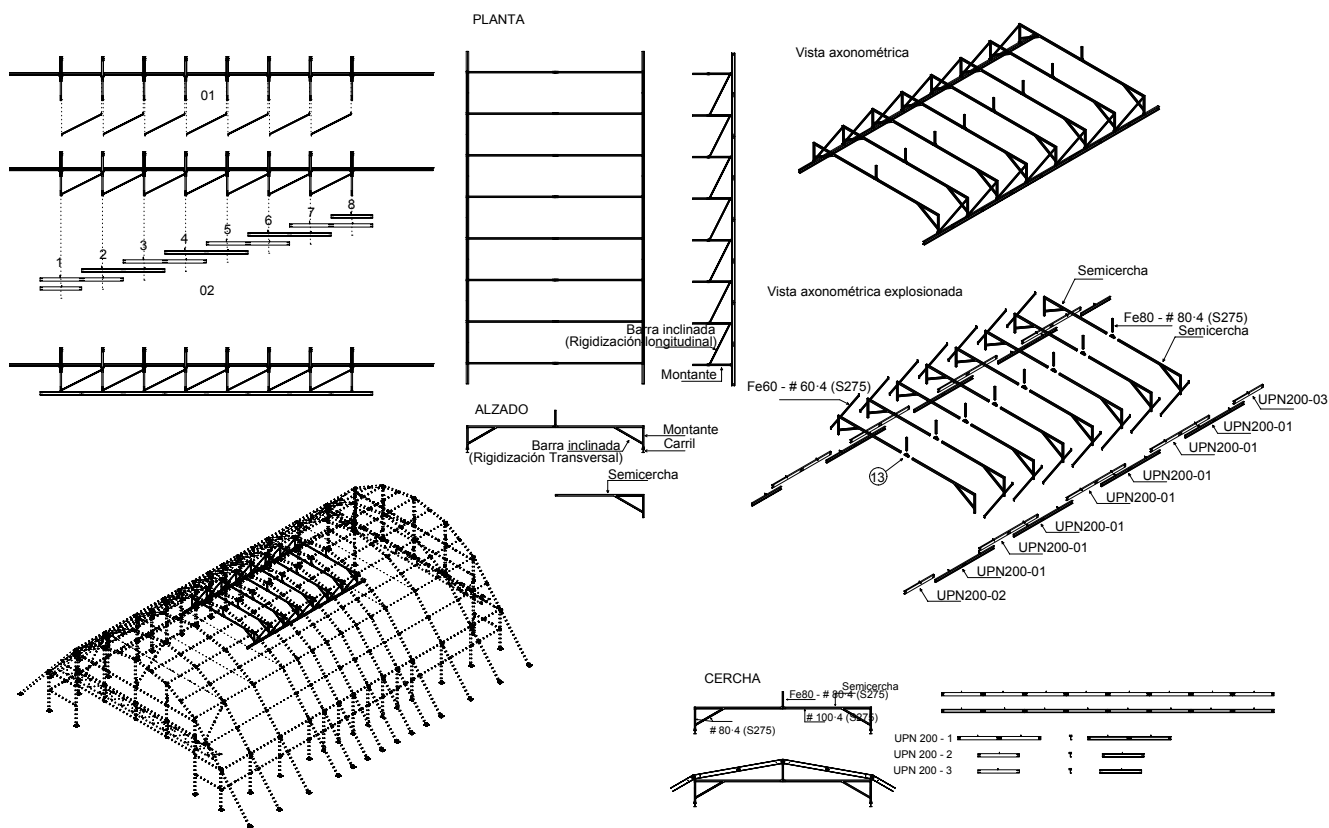 PLANTA
Vista axonométrica
01
1
2
3
4
5
6
7
8
02
Barra inclinada
(Rigidización longitudinal)
Montante
ALZADO
Montante
Carril
Barra inclinada
(Rigidización Transversal)
Semicercha
Vista axonométrica explosionada
Semicercha
Fe80 - # 80·4 (S275)
Semicercha
Fe60 - # 60·4 (S275)
13
UPN200-03
UPN200-01
UPN200-01
UPN200-01
UPN200-01
UPN200-01
UPN200-01
UPN200-01
UPN200-02
CERCHA
Semicercha
Fe80 - # 80·4 (S275)
# 100·4 (S275)
# 80·4 (S275)
UPN 200 - 1
UPN 200 - 2
UPN 200 - 3